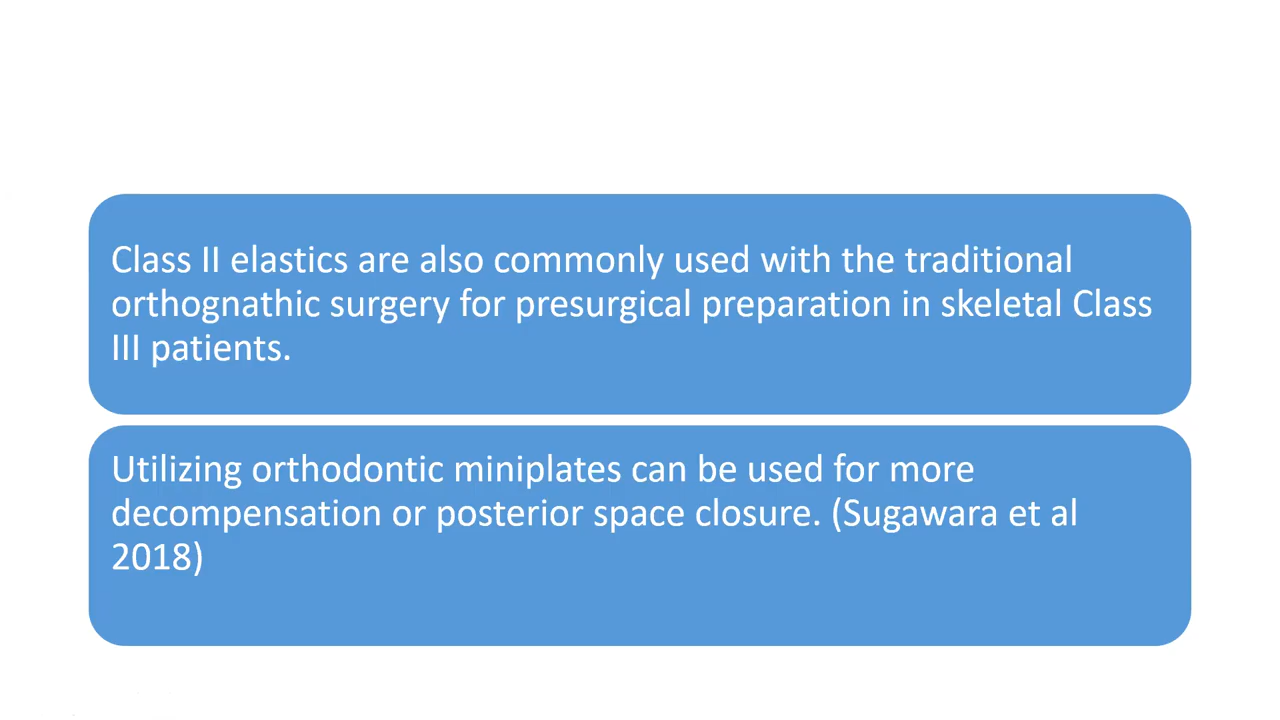 Class II elastics are also commonly used with the traditional
orthognathic surgery for presurgical preparation in skeletal Class
III patients.
Utilizing orthodontic miniplates can be used for more
decompensation or posterior space closure. (Sugawara et al
2018)